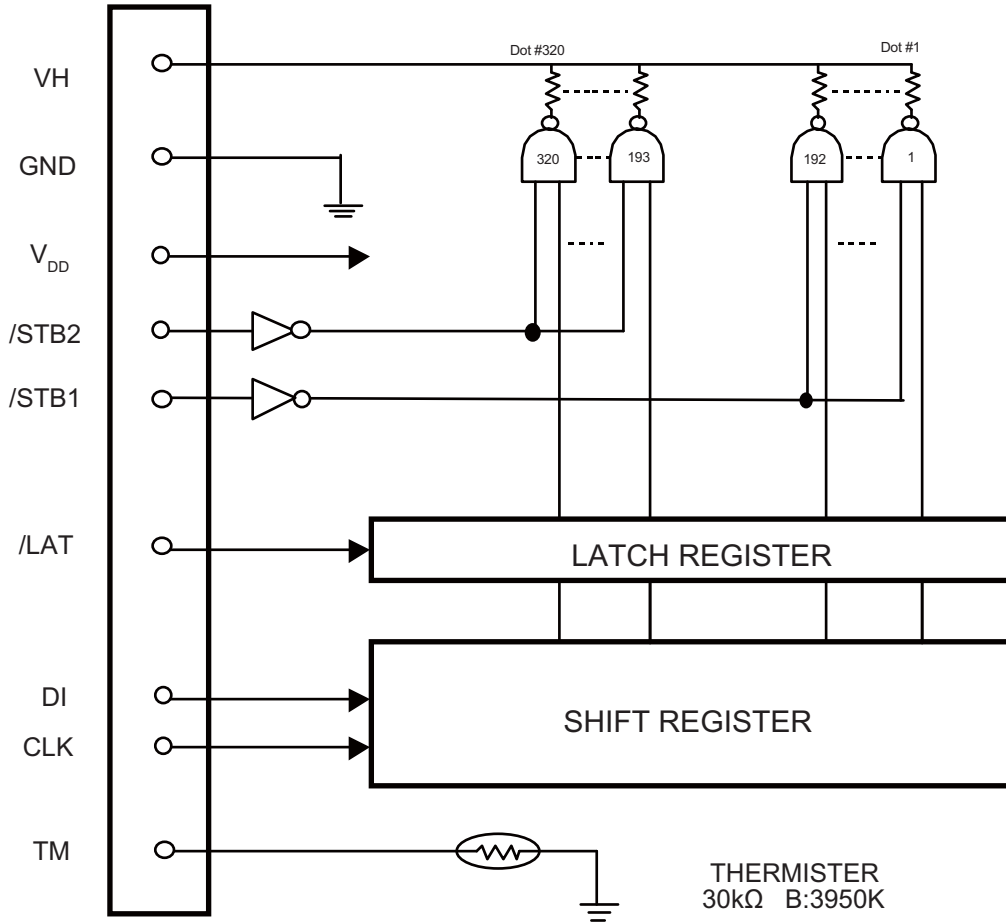 Dot #320
Dot #1
VH
320
193
192
1
GND
VDD
/STB2
/STB1
/LAT
LATCH REGISTER
DI
SHIFT REGISTER
CLK
TM
THERMISTER
30kΩ B:3950K